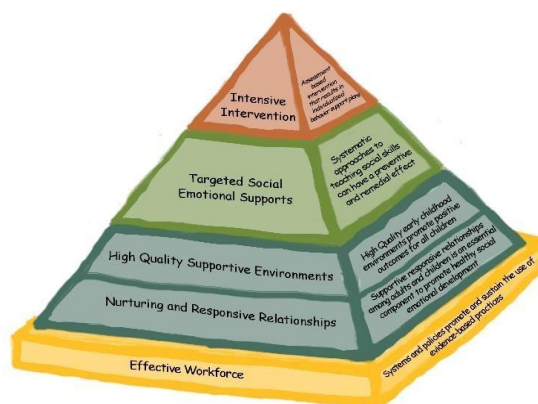 Intensive
Intervention
Assessment
based
intervention
that results in
individualized
behavior support plans
Targeted Social
Emotional Supports
Systematic
approaches to
teaching social skills
can have a preventive
and remedial effect
High Quality Supportive Environments
High Quality early childhood
environments promote positive
outcomes for all children
Nurturing and Responsive Relationships
Supportive responsive relationships
among adults and children is an essential
component to promote healthy social
emotional development
Effective Workforce
Systems and policies promote and sustain the use of
evidence-based practices